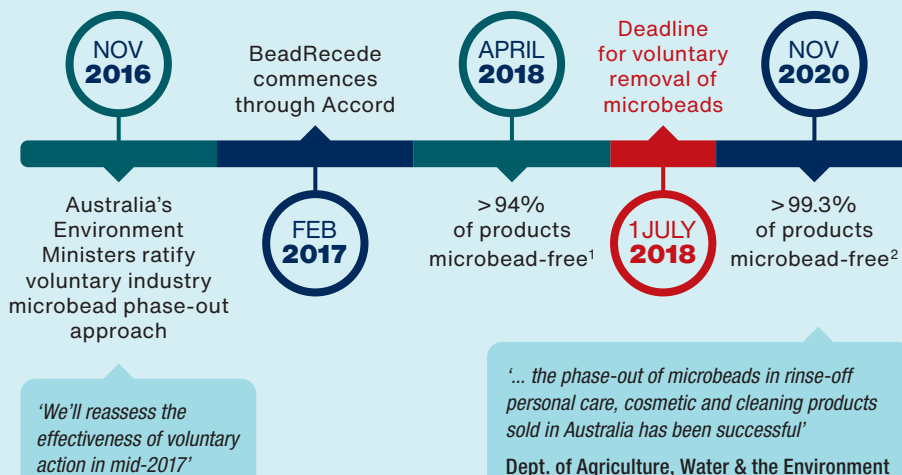 NOV
2016
Australia's
Environment
Ministers ratify
voluntary industry
microbead phase-out
approach
'We'll reassess the
effectiveness of voluntary
action in mid-2017'
BeadRecede
commences
through Accord
FEB
2017
APRIL
2018
>94%
of products
microbead-free¹
Deadline
for voluntary
removal of
microbeads
1 JULY
2018
NOV
2020
>99.3%
of products
microbead-free²
'... the phase-out of microbeads in rinse-off
personal care, cosmetic and cleaning products
sold in Australia has been successful'
Dept. of Agriculture, Water & the Environment